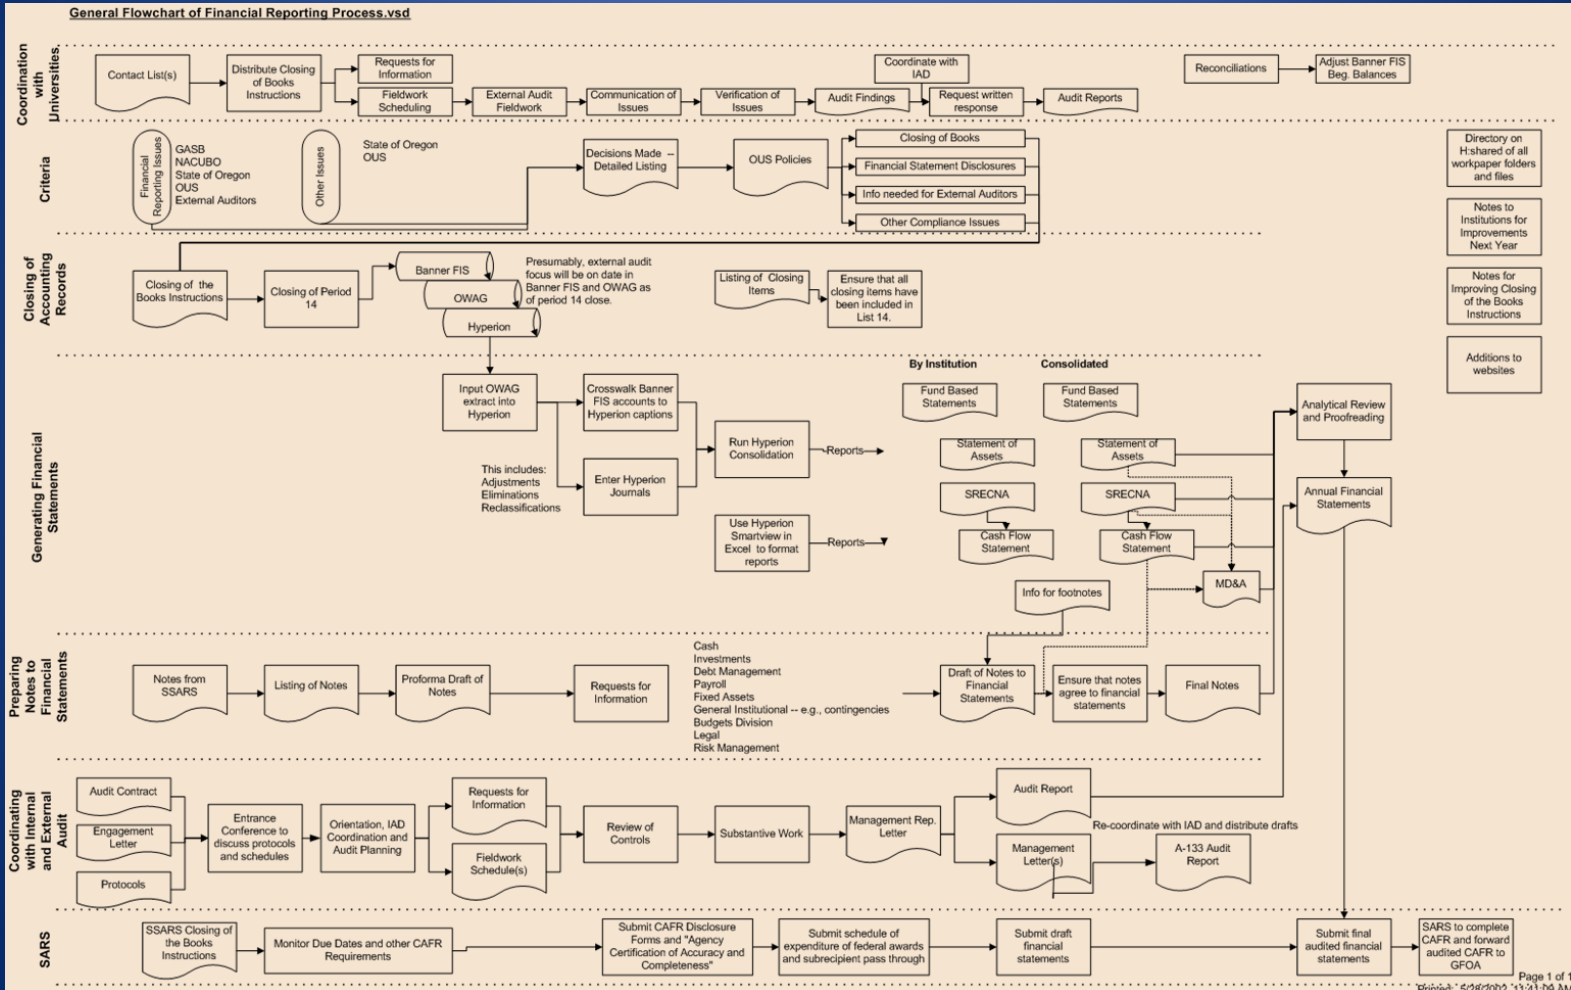 General Flowchart of Financial Reporting Process.vsd
Coordination
with
Universities
Contact List(s)
Distribute Closing
of Books
Instructions
Requests for
Information
Fieldwork
Scheduling
External Audit
Fieldwork
Communication of
Issues
Verification of
Issues
Audit Findings
Coordinate with
IAD
Request written
response
Audit Reports
Reconciliations
Adjust Banner FIS
Beg. Balances
Criteria
Financial
Reporting Issues
GASB
NACUBO
State of Oregon
OUS
External Auditors
Other Issues
State of Oregon
OUS
Decisions Made --
Detailed Listing
OUS Policies
Closing of Books
Financial Statement Disclosures
Info needed for External Auditors
Other Compliance Issues
Directory on
H:shared of all
workpaper folders
and files
Notes to
Institutions for
Improvements
Next Year
Notes for
Improving Closing
of the Books
Instructions
Additions to
websites
Closing of
Accounting
Records
Closing of the
Books Instructions
Closing of Period
14
Banner FIS
OWAG
Hyperion
Presumably, external audit
focus will be on date in
Banner FIS and OWAG as
of period 14 close.
Listing of Closing
Items
Ensure that all
closing items have
been included in
List 14.
Generating Financial
Statements
Input OWAG
extract into
Hyperion
Crosswalk Banner
FIS accounts to
Hyperion captions
This includes:
Adjustments
Eliminations
Reclassifications
Enter Hyperion
Journals
Run Hyperion
Consolidation
Reports
Use Hyperion
Smartview in
Excel to format
reports
Reports
By Institution
Consolidated
Fund Based
Statements
Fund Based
Statements
Statement of
Assets
Statement of
Assets
SRECNA
SRECNA
Cash Flow
Statement
Cash Flow
Statement
MD&A
Info for footnotes
Analytical Review
and Proofreading
Annual Financial
Statements
Preparing
Notes to
Financial
Statements
Notes from
SSARS
Listing of Notes
Proforma Draft of
Notes
Requests for
Information
Cash
Investments
Debt Management
Payroll
Fixed Assets
General Institutional -- e.g., contingencies
Budgets Division
Legal
Risk Management
Draft of Notes to
Financial
Statements
Ensure that notes
agree to financial
statements
Final Notes
Coordinating
with Internal
and External
Audit
Audit Contract
Engagement
Letter
Protocols
Entrance
Conference to
discuss protocols
and schedules
Orientation, IAD
Coordination and
Audit Planning
Requests for
Information
Fieldwork
Schedule(s)
Review of
Controls
Substantive Work
Management Rep.
Letter
Audit Report
Management
Letter(s)
Re-coordinate with IAD and distribute drafts
A-133 Audit
Report
SARS
SSARS Closing of
the Books
Instructions
Monitor Due Dates and other CAFR
Requirements
Submit CAFR Disclosure
Forms and "Agency
Certification of Accuracy and
Completeness"
Submit schedule of
expenditure of federal awards
and subrecipient pass through
Submit draft
financial
statements
Submit final
audited financial
statements
SARS to complete
CAFR and forward
audited CAFR to
GFOA
Page 1 of 1
Printed: 5/28/2002 11:41:09 AM